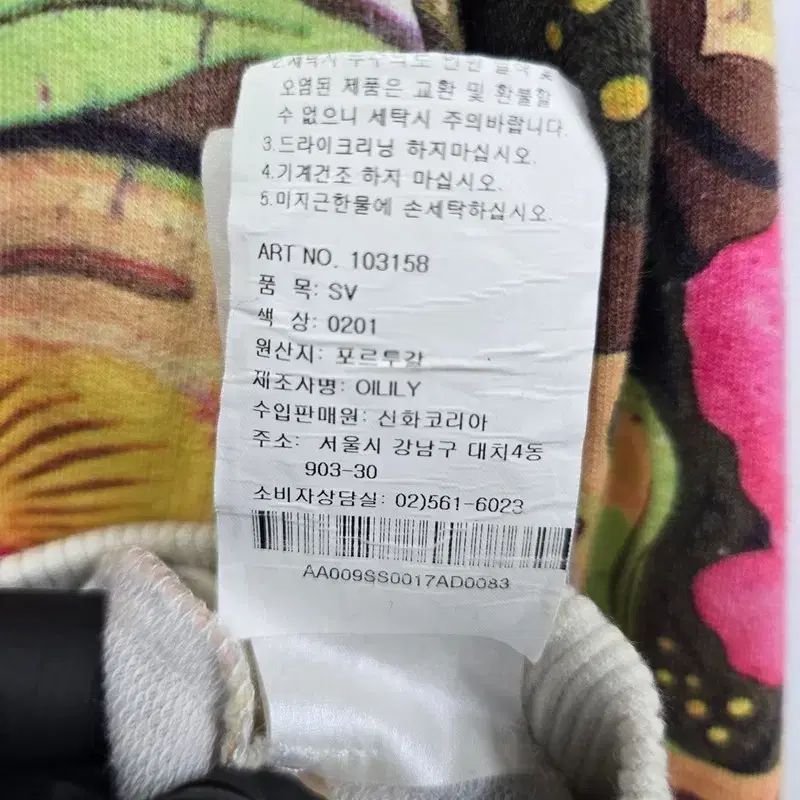 오염된 제품은 교환 및 환불할
수 없으니 세탁시 주의바랍니다.
3.드라이크리닝 하지마십시오.
4.기계건조 하지 마십시오.
5.미지근한물에 손세탁하십시오.
ART NO. 103158
품 목: SV
색 상: 0201
원산지: 포르투갈
제조사명: OILILY
수입판매원: 신화코리아
주소: 서울시 강남구 대치4동
903-30
소비자상담실: 02)561-6023
AA009SS0017AD0083